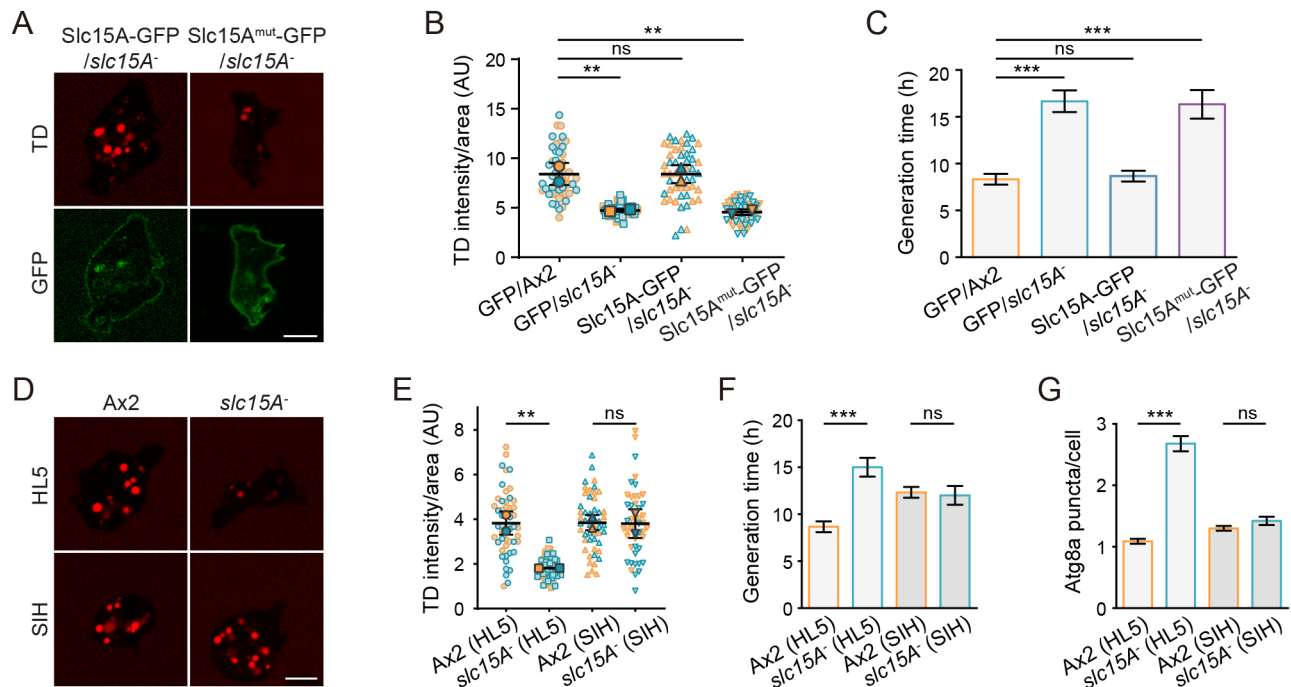 A
Slc15A-GFP
/slc15A-
Slc15Amut-GFP
/slc15A-
TD
GFP
B
TD intensity/area (AU)
20
15
10
5
0
**
ns
**
GFP/Ax2
GFP/slc15A-
Slc15A-GFP
/slc15A-
Slc15Amut-GFP
/slc15A-
C
Generation time (h)
20
15
10
5
0
***
ns
***
GFP/Ax2
GFP/slc15A-
Slc15A-GFP
/slc15A-
Slc15Amut-GFP
/slc15A-
D
Ax2
slc15A-
HL5
SIH
E
TD intensity/area (AU)
8
6
4
2
0
**
ns
Ax2 (HL5)
slc15A- (HL5)
Ax2 (SIH)
slc15A- (SIH)
F
Generation time (h)
20
15
10
5
0
***
ns
Ax2 (HL5)
slc15A- (HL5)
Ax2 (SIH)
slc15A- (SIH)
G
Atg8a puncta/cell
3
2
1
0
***
ns
Ax2 (HL5)
slc15A- (HL5)
Ax2 (SIH)
slc15A- (SIH)